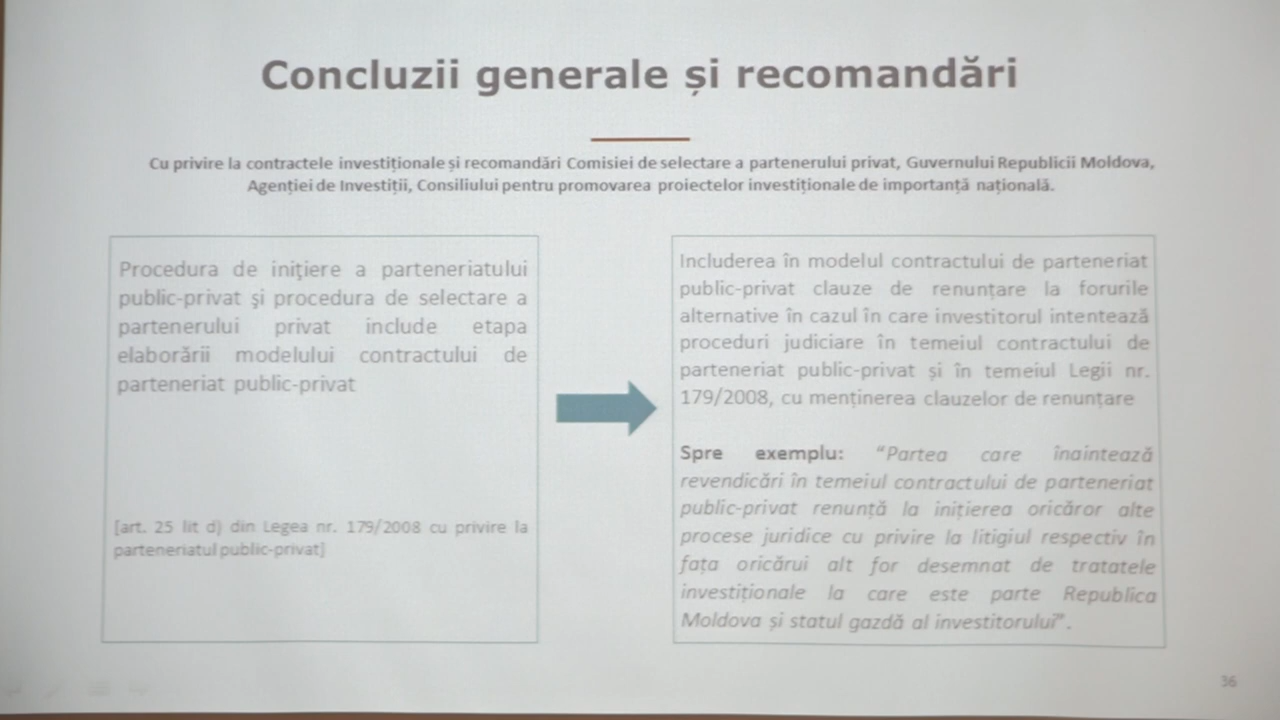 Concluzii generale și recomandări
Cu privire la contractele investiționale și recomandări Comisiei de selectare a partenerului privat, Guvernului Republicii Moldova,
Agenției de Investiții, Consiliului pentru promovarea proiectelor investiționale de importanță națională.
Procedura de iniţiere a parteneriatului
public-privat şi procedura de selectare a
partenerului privat include etapa
elaborării modelului contractului de
parteneriat public-privat
[art. 25 lit d) din Legea nr. 179/2008 cu privire la
parteneriatul public-privat]
Includerea în modelul contractului de parteneriat
public-privat clauze de renunțare la forurile
alternative în cazul în care investitorul intentează
proceduri judiciare în temeiul contractului de
parteneriat public-privat și în temeiul Legii nr.
179/2008, cu menținerea clauzelor de renunțare
Spre exemplu: “Partea care înaintează
revendicări în temeiul contractului de parteneriat
public-privat renunță la inițierea oricăror alte
procese juridice cu privire la litigiul respectiv în
fața oricărui alt for desemnat de tratatele
investiționale la care este parte Republica
Moldova și statul gazdă al investitorului”.
36